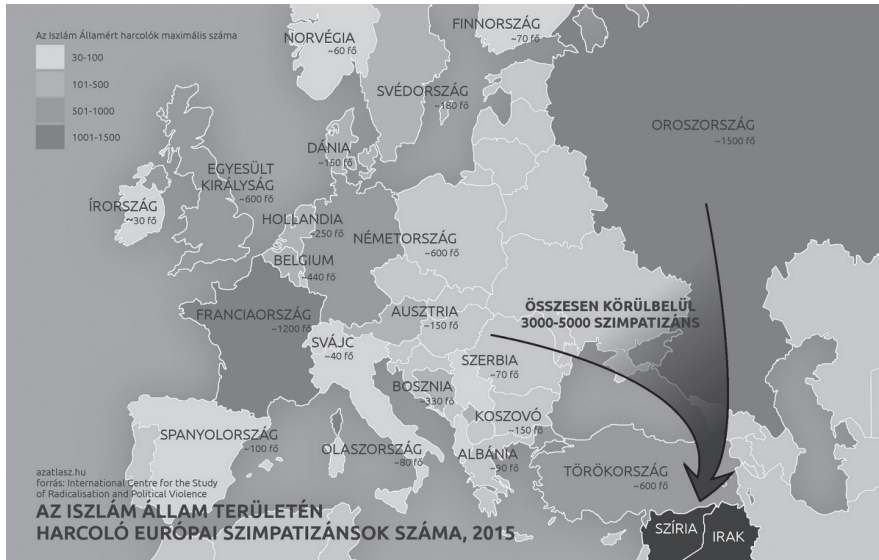 Az Iszlám Államért harcolók maximális száma
30-100
101-500
501-1000
1001-1500
NORVÉGIA
~60 fő
FINNORSZÁG
~70 fő
SVÉDORSZÁG
~180 fő
OROSZORSZÁG
~1500 fő
DÁNIA
~150 fő
EGYESÜLT
KIRÁLYSÁG
~600 fő
ÍRORSZÁG
~30 fő
HOLLANDIA
~250 fő
NÉMETORSZÁG
~600 fő
BELGIUM
~440 fő
FRANCIAORSZÁG
~1200 fő
AUSZTRIA
~150 fő
ÖSSZESEN KÖRÜLBELÜL
3000-5000 SZIMPATIZÁNS
SVÁJC
~40 fő
SZERBIA
~70 fő
BOSZNIA
~330 fő
KOSZOVÓ
~150 fő
SPANYOLORSZÁG
~100 fő
OLASZORSZÁG
~80 fő
ALBÁNIA
~90 fő
TÖRÖKORSZÁG
~600 fő
SZÍRIA
IRAK
azatlasz.hu
forrás: International Centre for the Study
of Radicalisation and Political Violence
AZ ISZLÁM ÁLLAM TERÜLETÉN
HARCOLÓ EURÓPAI SZIMPATIZÁNSOK SZÁMA, 2015